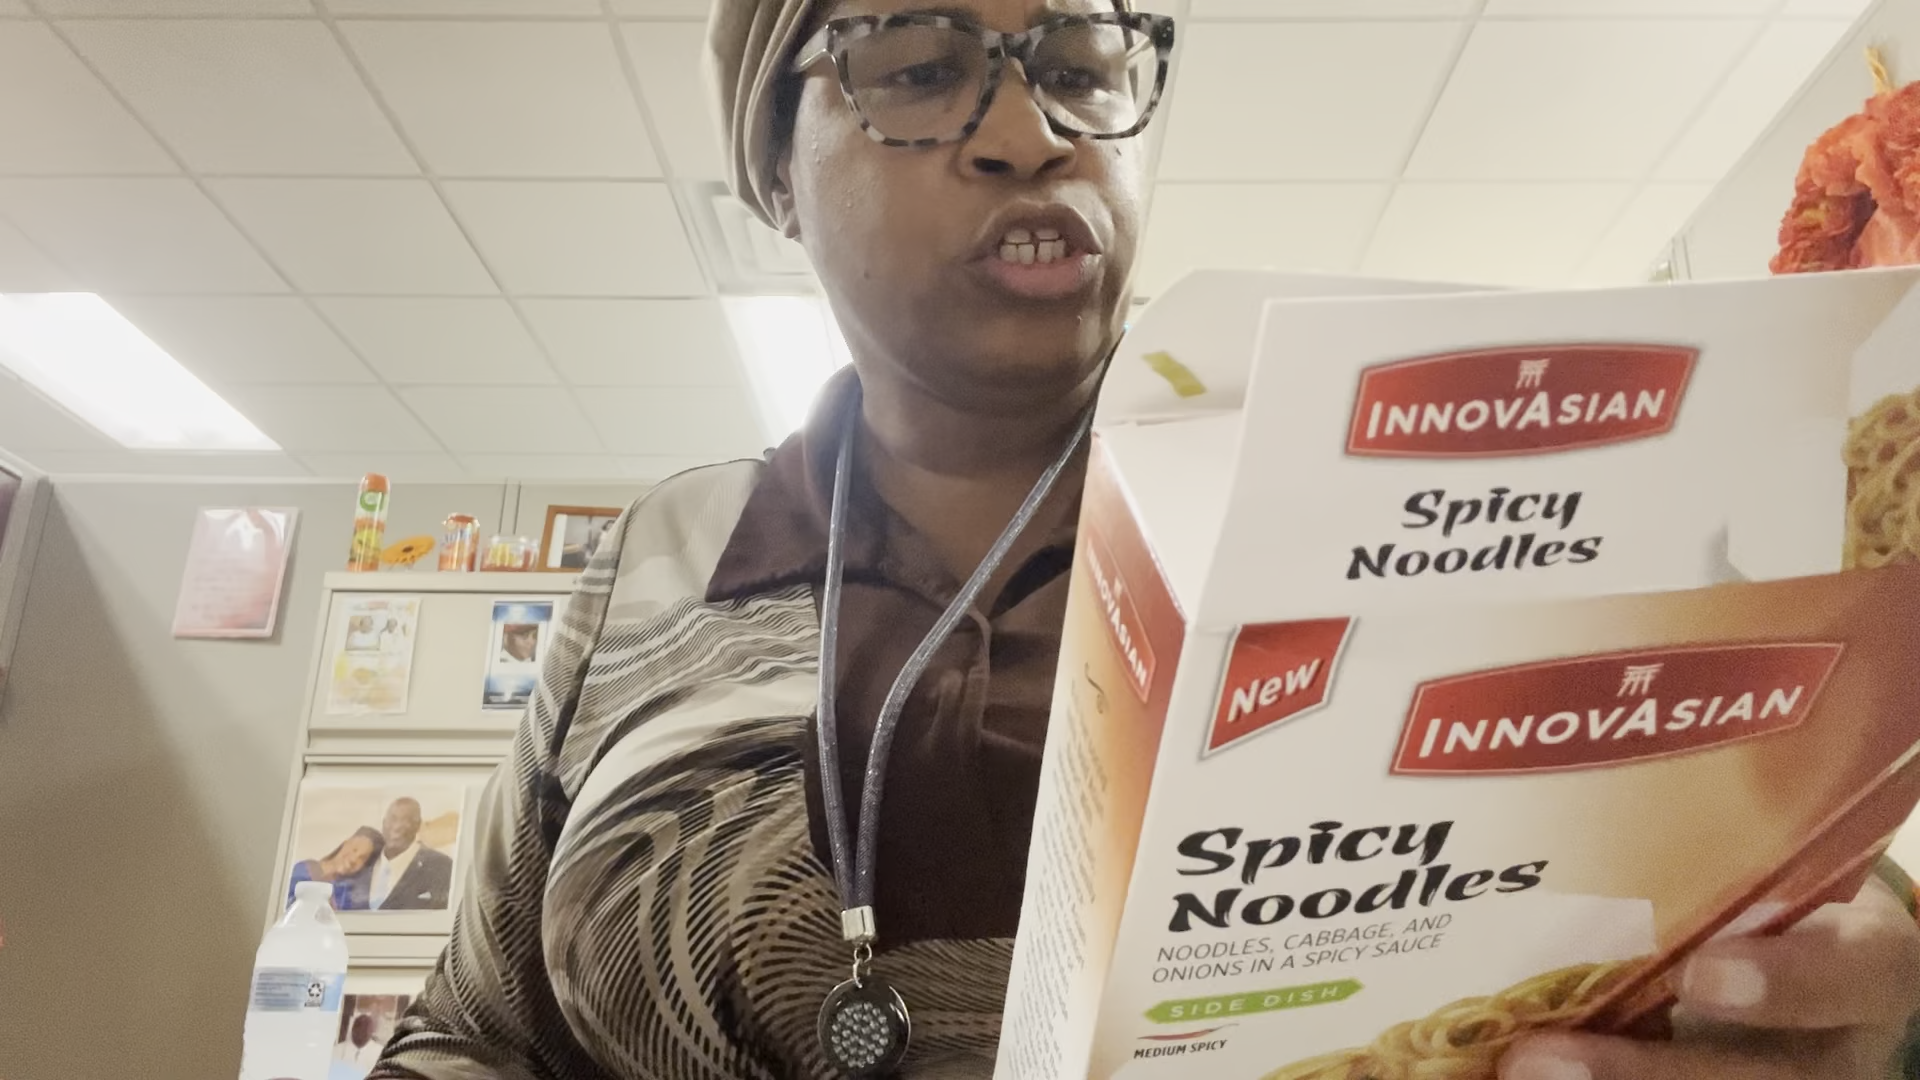 INNOVASIAN
Spicy
Noodles
New
INNOVASIAN
INNOVASIAN
Spicy
Noodles
NOODLES, CABBAGE, AND
ONIONS IN A SPICY SAUCE
SIDE DISH
MEDIUM SPICY